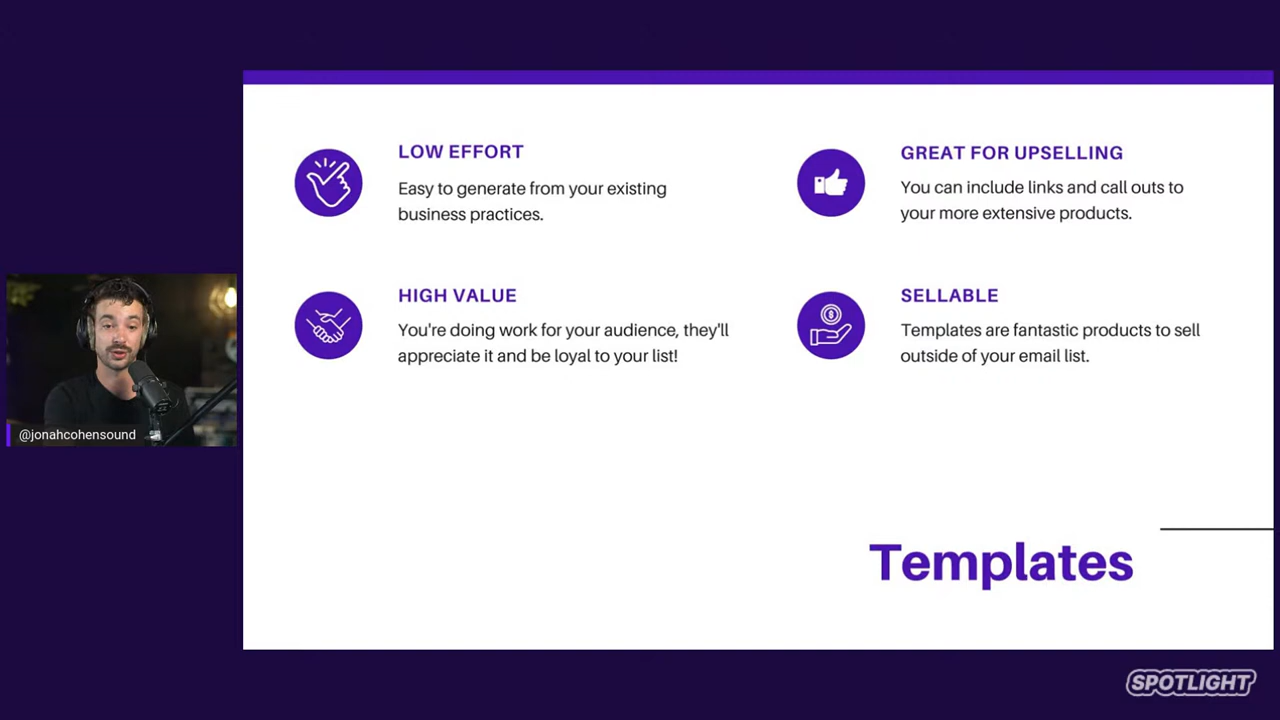 LOW EFFORT
Easy to generate from your existing
business practices.
GREAT FOR UPSELLING
You can include links and call outs to
your more extensive products.
HIGH VALUE
You're doing work for your audience, they'll
appreciate it and be loyal to your list!
SELLABLE
Templates are fantastic products to sell
outside of your email list.
@jonahcohensound
Templates
SPOTLIGHT